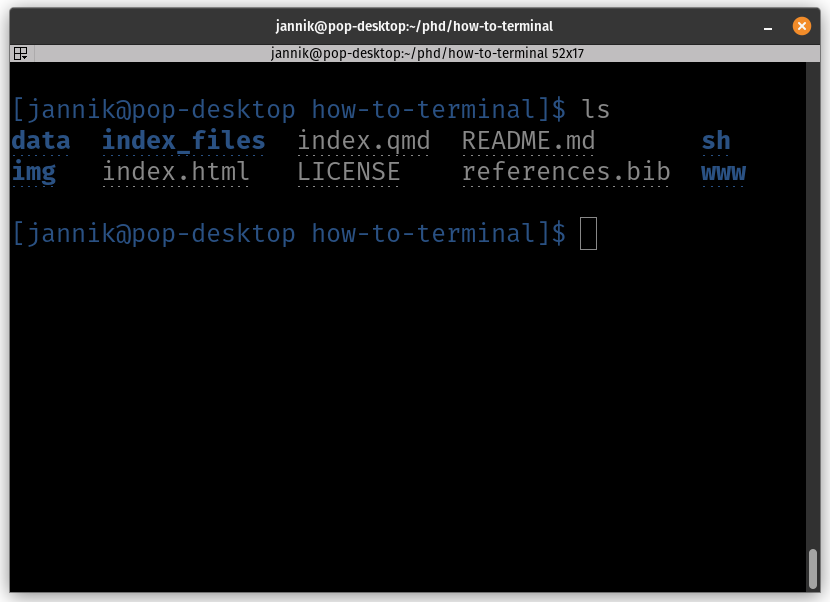 jannik@pop-desktop:~/phd/how-to-terminal
jannik@pop-desktop:~/phd/how-to-terminal 52x17
[jannik@pop-desktop how-to-terminal]$ ls
data index_files index.qmd README.md sh
img index.html LICENSE references.bib www
[jannik@pop-desktop how-to-terminal]$